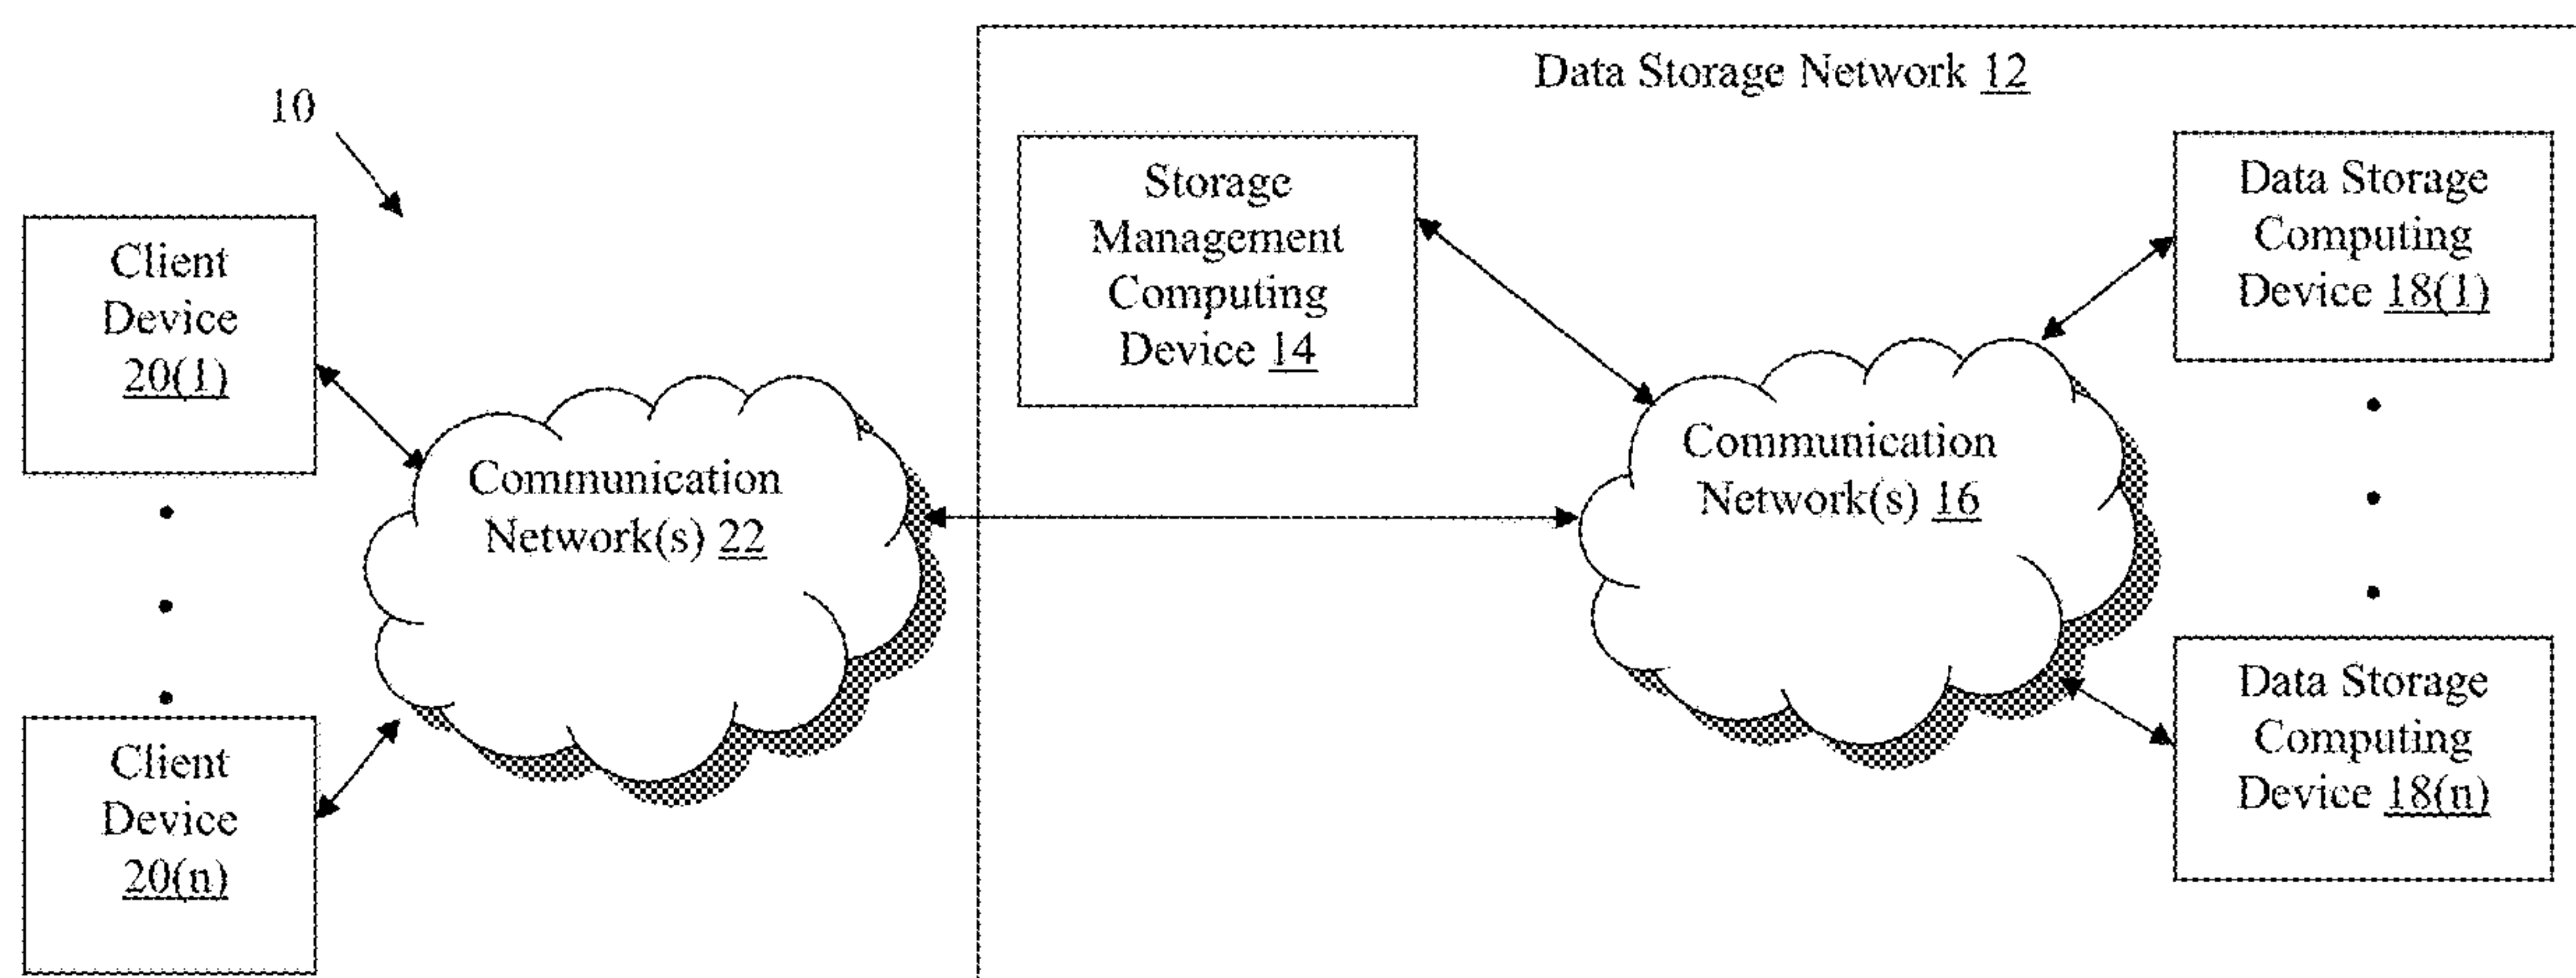 Data Storage Network 12
10
Client
Device
20(1)
Client
Device
20(n)
Communication
Network(s) 22
Storage
Management
Computing
Device 14
Communication
Network(s) 16
Data Storage
Computing
Device 18(1)
Data Storage
Computing
Device 18(n)